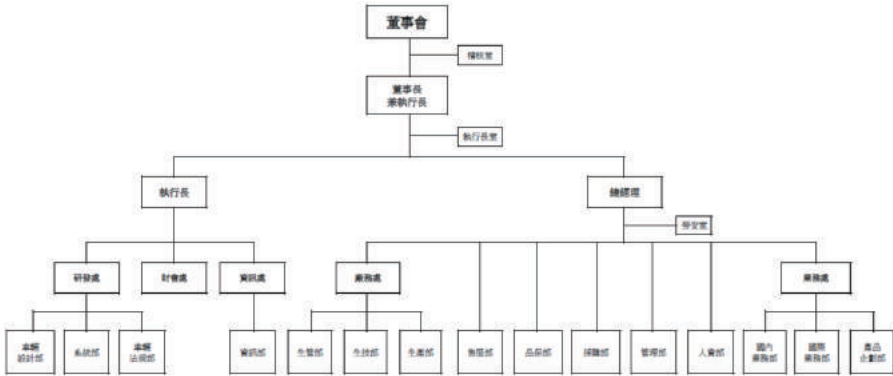 董事會
稽核室
董事長
兼執行長
執行長室
執行長
總經理
勞安室
研發處
財會處
資訊處
廠務處
業務處
車輛
設計部
系統部
車輛
法規部
資訊部
生管部
生技部
生產部
售服部
品保部
採購部
管理部
人資部
國內
業務部
國際
業務部
產品
企劃部